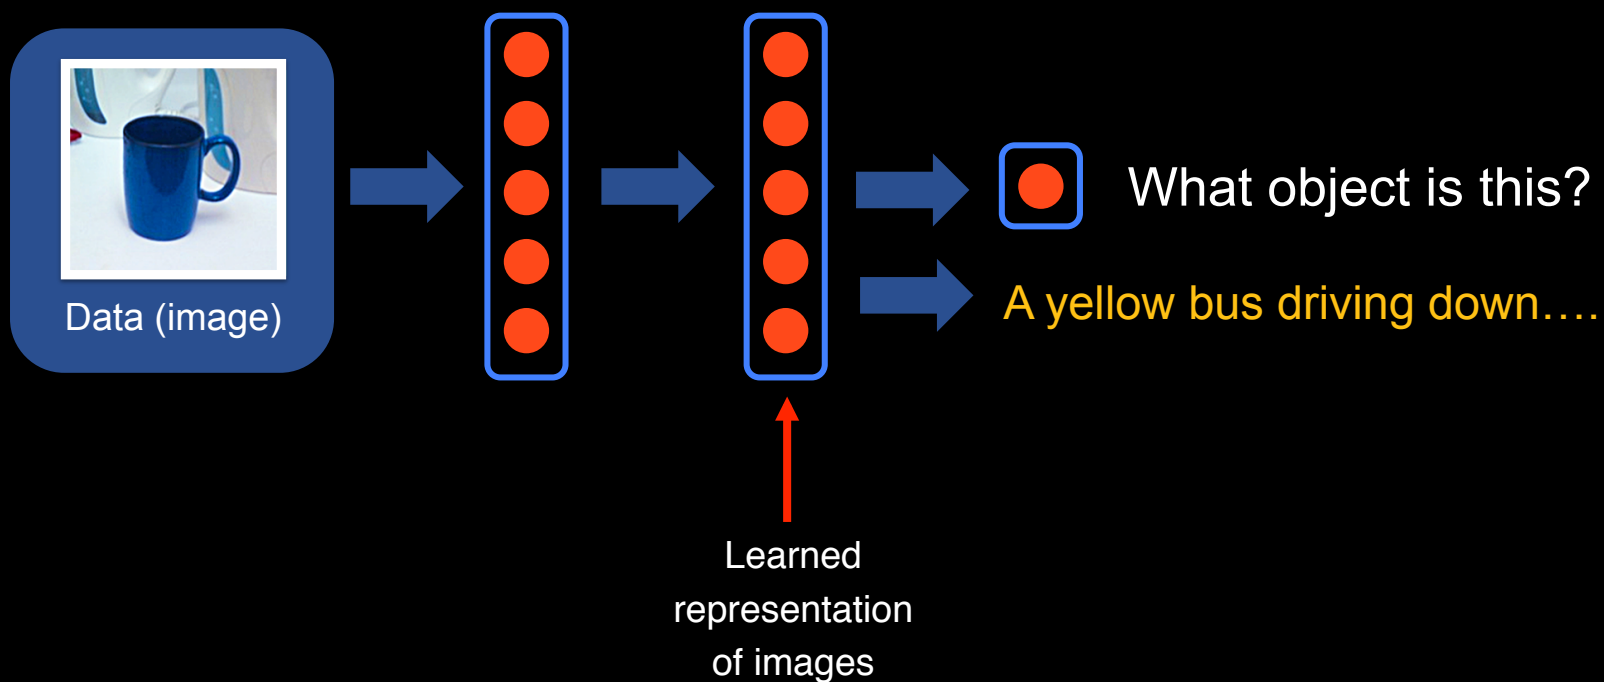 Data (image)
What object is this?
A yellow bus driving down….
Learned
representation
of images